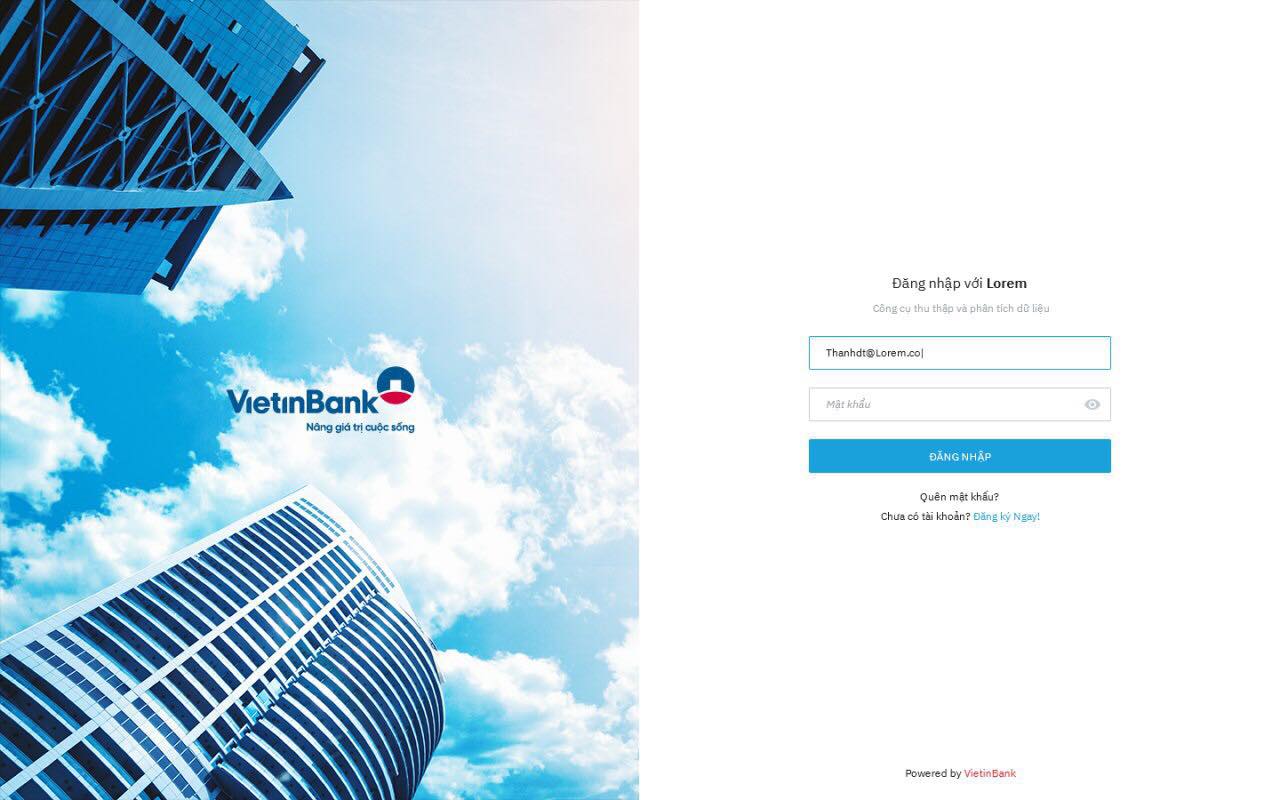 VietinBank
Nâng giá trị cuộc sống
Đăng nhập với Lorem
Công cụ thu thập và phân tích dữ liệu
Thanhdt@Lorem.co|
Mật khẩu
ĐĂNG NHẬP
Quên mật khẩu?
Chưa có tài khoản? Đăng ký Ngay!
Powered by VietinBank